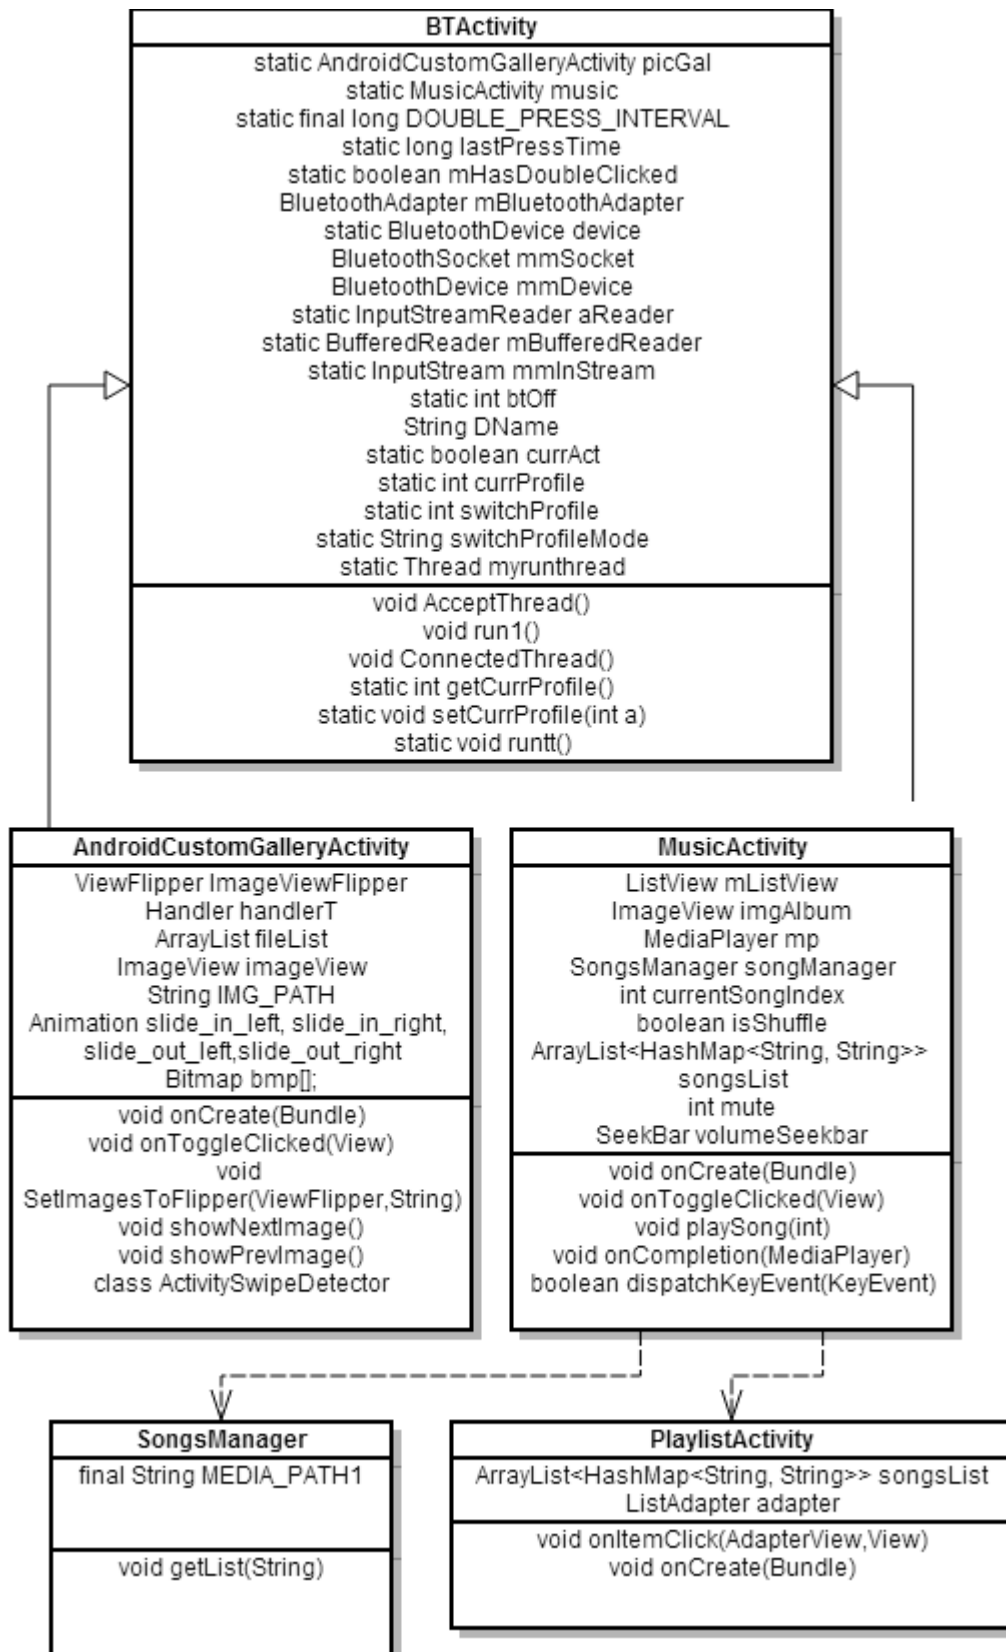 BTActivity
static AndroidCustomGalleryActivity picGal
static MusicActivity music
static final long DOUBLE_PRESS_INTERVAL
static long lastPressTime
static boolean mHasDoubleClicked
BluetoothAdapter mBluetoothAdapter
static BluetoothDevice device
BluetoothSocket mmSocket
BluetoothDevice mmDevice
static InputStreamReader aReader
static BufferedReader mBufferedReader
static InputStream mmInStream
static int btOff
String DName
static boolean currAct
static int currProfile
static int switchProfile
static String switchProfileMode
static Thread myrunthread
void AcceptThread()
void run1()
void ConnectedThread()
static int getCurrProfile()
static void setCurrProfile(int a)
static void runtt()
AndroidCustomGalleryActivity
ViewFlipper ImageViewFlipper
Handler handlerT
ArrayList fileList
ImageView imageView
String IMG_PATH
Animation slide_in_left, slide_in_right,
slide_out_left,slide_out_right
Bitmap bmp[];
void onCreate(Bundle)
void onToggleClicked(View)
void
SetImagesToFlipper(ViewFlipper,String)
void showNextImage()
void showPrevImage()
class ActivitySwipeDetector
MusicActivity
ListView mListView
ImageView imgAlbum
MediaPlayer mp
SongsManager songManager
int currentSongIndex
boolean isShuffle
ArrayList<HashMap<String, String>>
songsList
int mute
SeekBar volumeSeekbar
void onCreate(Bundle)
void onToggleClicked(View)
void playSong(int)
void onCompletion(MediaPlayer)
boolean dispatchKeyEvent(KeyEvent)
SongsManager
final String MEDIA_PATH1
void getList(String)
PlaylistActivity
ArrayList<HashMap<String, String>> songsList
ListAdapter adapter
void onItemClick(AdapterView,View)
void onCreate(Bundle)